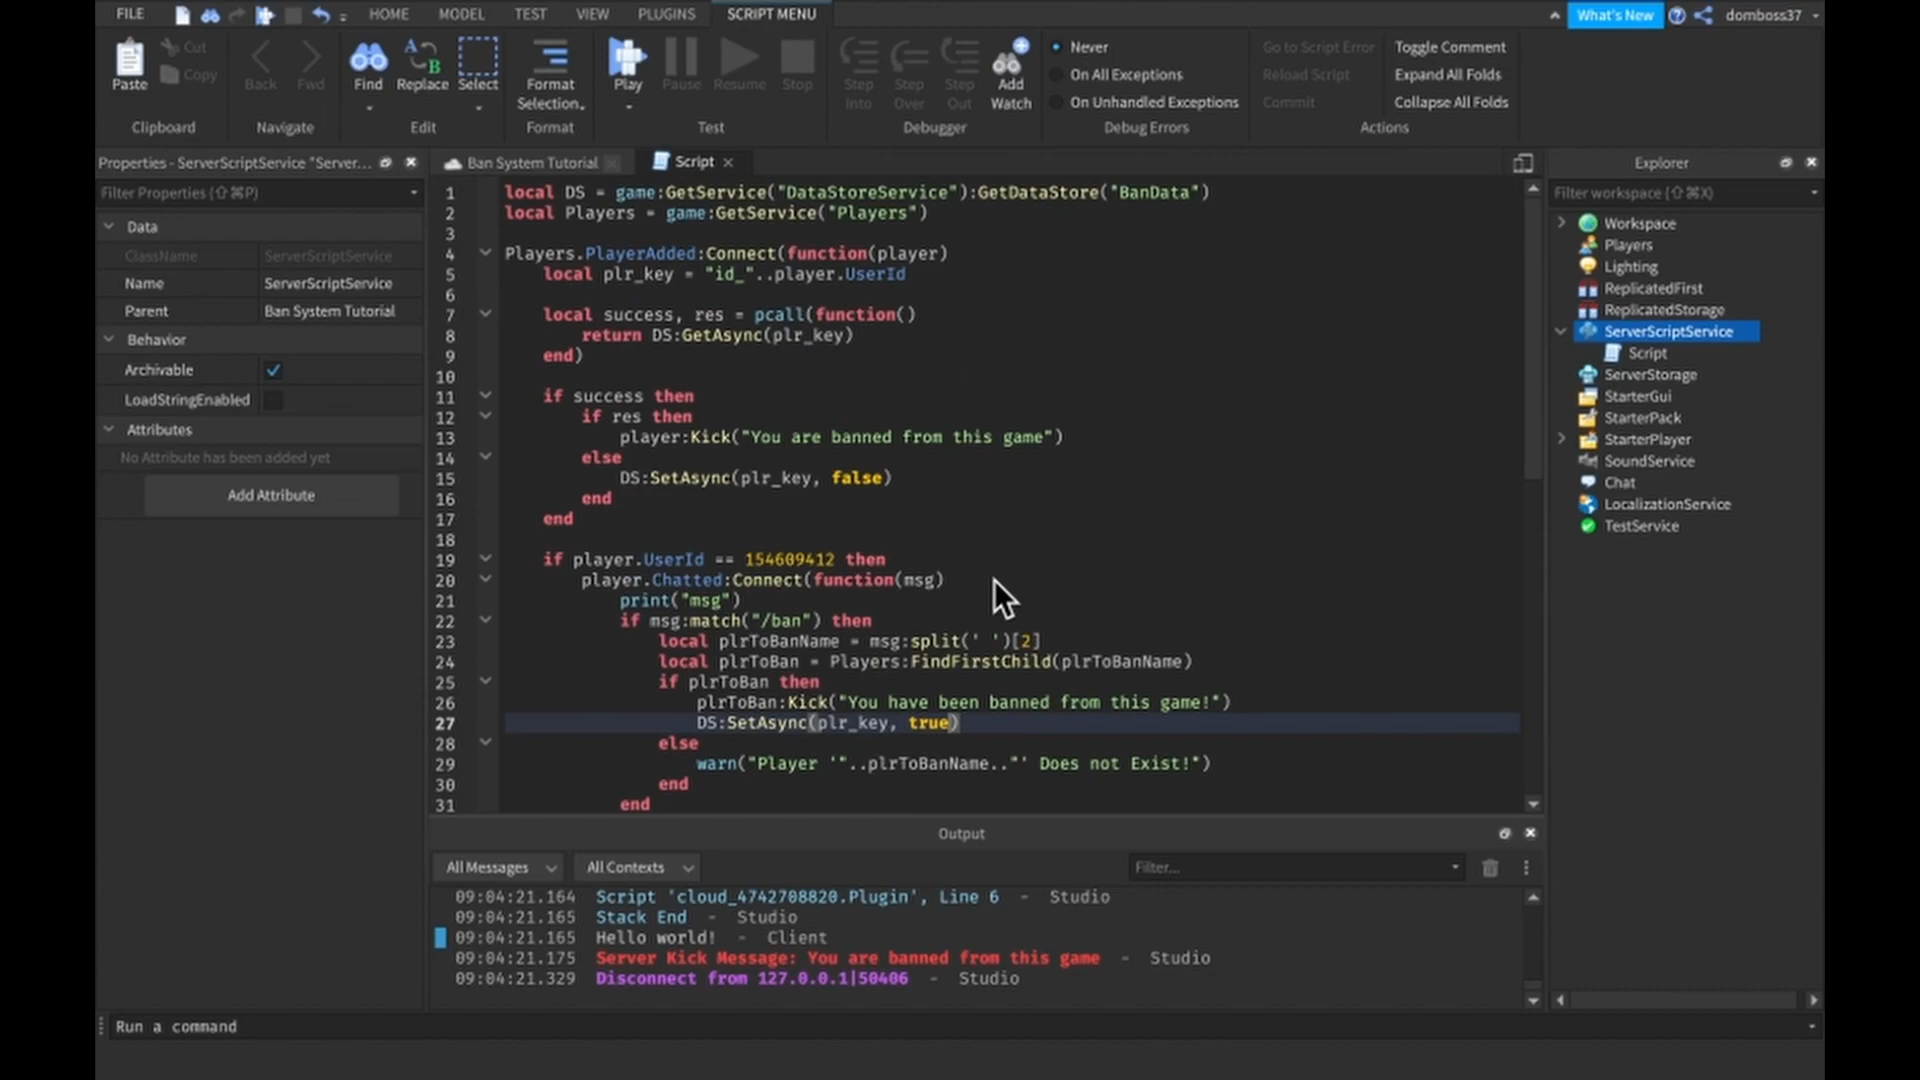 FILE HOME MODEL TEST VIEW PLUGINS SCRIPT MENU What's New domboss37
Paste Cut Copy Back Fwd Find Replace Select Format Selection Play Pause Resume Stop Step Into Step Over Step Out Add Watch
Never
On All Exceptions
On Unhandled Exceptions
Go to Script Error
Reload Script
Commit
Toggle Comment
Expand All Folds
Collapse All Folds
Clipboard Navigate Edit Format Test Debugger Debug Errors Actions
Properties - ServerScriptService "Server...
Filter Properties (⇧⌘P)
Data
ClassName ServerScriptService
Name ServerScriptService
Parent Ban System Tutorial
Behavior
Archivable
LoadStringEnabled
Attributes
No Attribute has been added yet
Add Attribute
Ban System Tutorial Script
1 local DS = game:GetService("DataStoreService"):GetDataStore("BanData")
2 local Players = game:GetService("Players")
3
4 Players.PlayerAdded:Connect(function(player)
5 local plr_key = "id_"..player.UserId
6
7 local success, res = pcall(function()
8 return DS:GetAsync(plr_key)
9 end)
10
11 if success then
12 if res then
13 player:Kick("You are banned from this game")
14 else
15 DS:SetAsync(plr_key, false)
16 end
17 end
18
19 if player.UserId == 154609412 then
20 player.Chatted:Connect(function(msg)
21 print("msg")
22 if msg:match("/ban") then
23 local plrToBanName = msg:split(' ')[2]
24 local plrToBan = Players:FindFirstChild(plrToBanName)
25 if plrToBan then
26 plrToBan:Kick("You have been banned from this game!")
27 DS:SetAsync(plr_key, true)
28 else
29 warn("Player '"..plrToBanName.."' Does not Exist!")
30 end
31 end
Explorer
Filter workspace (⇧⌘X)
Workspace
Players
Lighting
ReplicatedFirst
ReplicatedStorage
ServerScriptService
Script
ServerStorage
StarterGui
StarterPack
StarterPlayer
SoundService
Chat
LocalizationService
TestService
Output
All Messages All Contexts Filter...
09:04:21.164 Script 'cloud_4742708820.Plugin', Line 6 - Studio
09:04:21.165 Stack End - Studio
09:04:21.165 Hello world! - Client
09:04:21.175 Server Kick Message: You are banned from this game - Studio
09:04:21.329 Disconnect from 127.0.0.1|50406 - Studio
Run a command